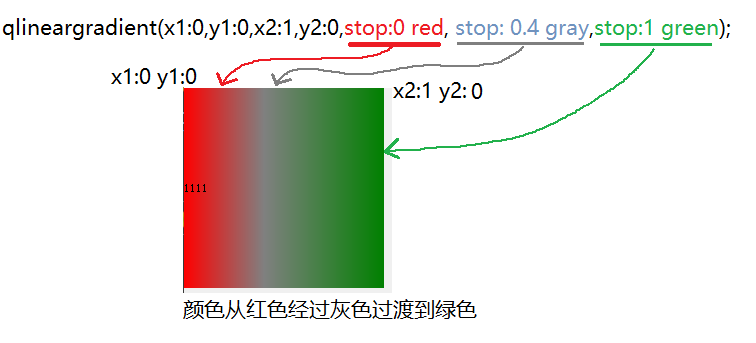 qlineargradient(x1:0,y1:0,x2:1,y2:0,stop:0 red, stop: 0.4 gray,stop:1 green);
x1:0 y1:0
x2:1 y2:0
1111
颜色从红色经过灰色过渡到绿色